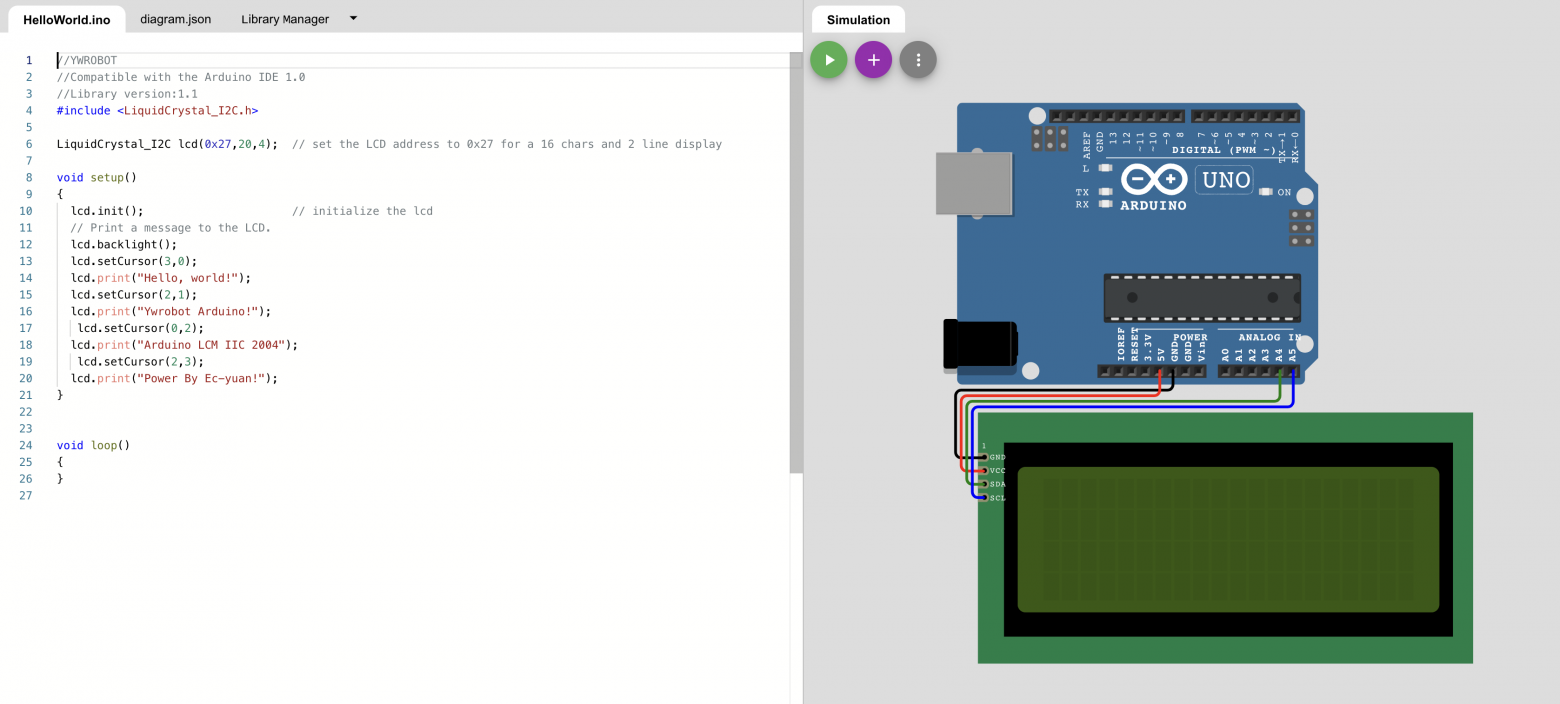 HelloWorld.ino diagram.json Library Manager
1 //YWROBOT
2 //Compatible with the Arduino IDE 1.0
3 //Library version:1.1
4 #include <LiquidCrystal_I2C.h>
5
6 LiquidCrystal_I2C lcd(0x27,20,4);  // set the LCD address to 0x27 for a 16 chars and 2 line display
7
8 void setup()
9 {
10   lcd.init();                      // initialize the lcd
11   // Print a message to the LCD.
12   lcd.backlight();
13   lcd.setCursor(3,0);
14   lcd.print("Hello, world!");
15   lcd.setCursor(2,1);
16   lcd.print("Ywrobot Arduino!");
17    lcd.setCursor(0,2);
18   lcd.print("Arduino LCM IIC 2004");
19    lcd.setCursor(2,3);
20   lcd.print("Power By Ec-yuan!");
21 }
22
23
24 void loop()
25 {
26 }
27
Simulation
AREF GND 13 12 ~11 ~10 ~9 8 7 ~6 ~5 4 ~3 2 TX→1 RX←0
DIGITAL (PWM ~)
L
TX
RX
UNO
ON
ARDUINO
IOREF RESET 3.3V 5V GND GND Vin A0 A1 A2 A3 A4 A5
POWER
ANALOG IN
1
GND
VCC
SDA
SCL